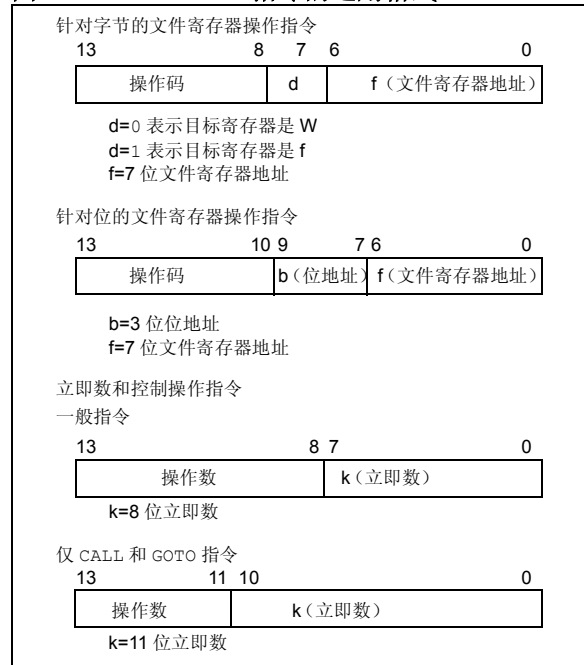 针对字节的文件寄存器操作指令
13 8 7 6 0
操作码 d f（文件寄存器地址）
d=0 表示目标寄存器是 W
d=1 表示目标寄存器是 f
f=7 位文件寄存器地址
针对位的文件寄存器操作指令
13 10 9 7 6 0
操作码 b（位地址） f（文件寄存器地址）
b=3 位位地址
f=7 位文件寄存器地址
立即数和控制操作指令
一般指令
13 8 7 0
操作数 k（立即数）
k=8 位立即数
仅 CALL 和 GOTO 指令
13 11 10 0
操作数 k（立即数）
k=11 位立即数